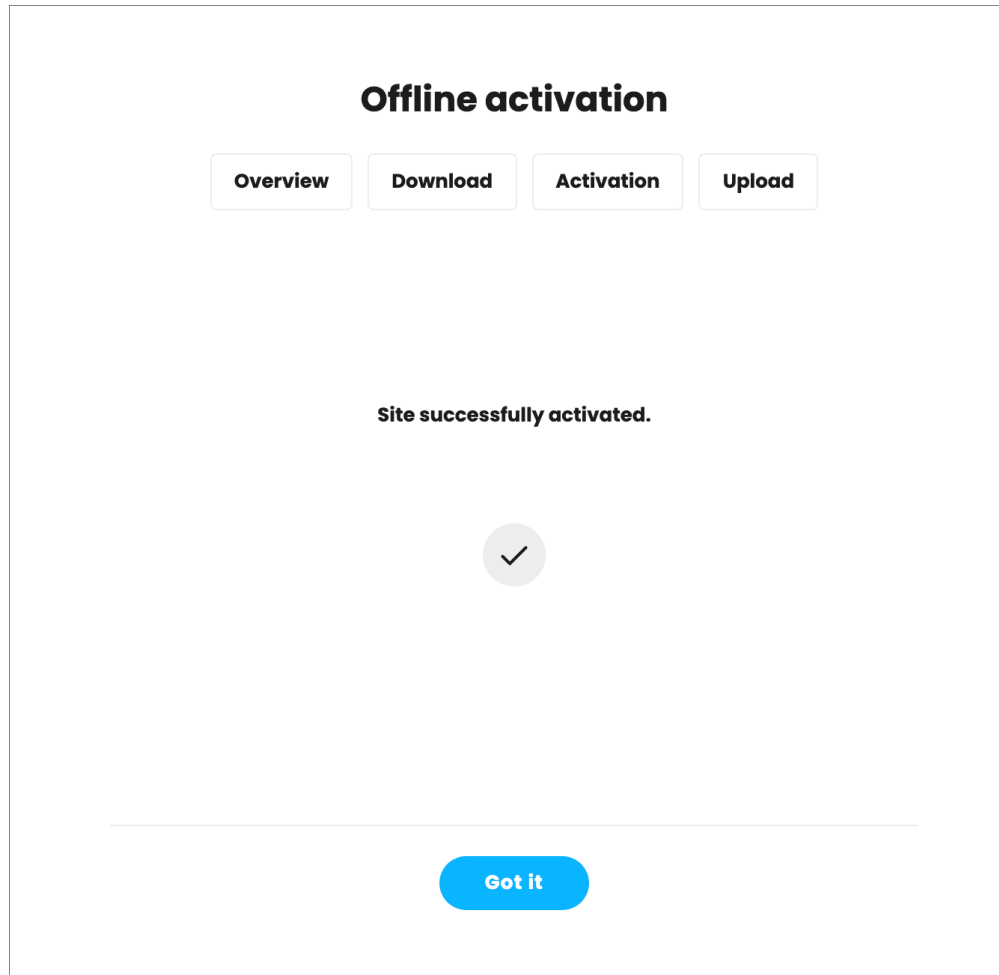 Offline activation
Overview Download Activation Upload
Site successfully activated.
Got it